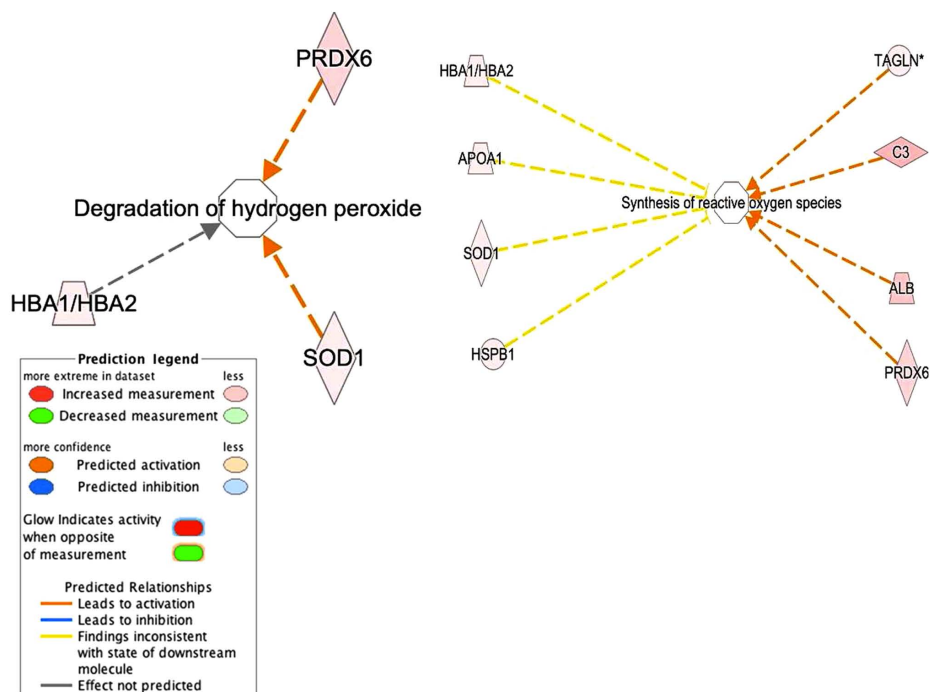 PRDX6
Degradation of hydrogen peroxide
HBA1/HBA2
SOD1
HBA1/HBA2
APOA1
SOD1
HSPB1
Synthesis of reactive oxygen species
TAGLN*
C3
ALB
PRDX6
Prediction legend
more extreme in dataset less
Increased measurement
Decreased measurement
more confidence less
Predicted activation
Predicted inhibition
Glow Indicates activity
when opposite
of measurement
Predicted Relationships
Leads to activation
Leads to inhibition
Findings inconsistent
with state of downstream
molecule
Effect not predicted